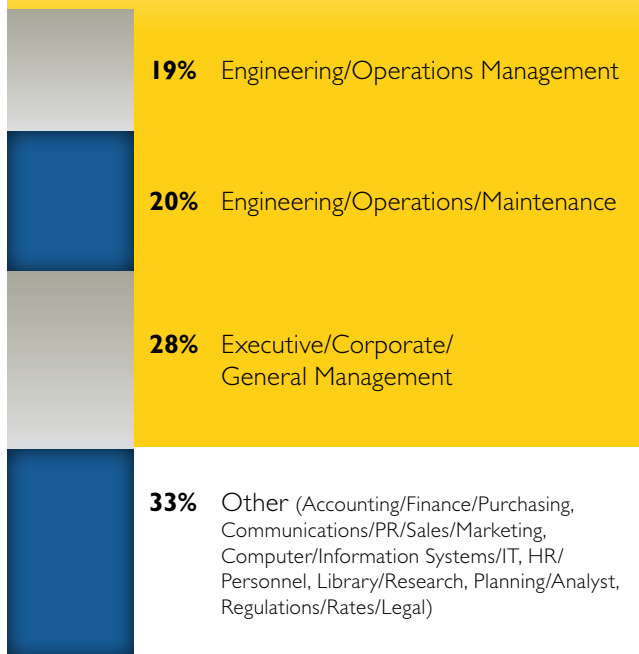 19% Engineering/Operations Management
20% Engineering/Operations/Maintenance
28% Executive/Corporate/
General Management
33% Other (Accounting/Finance/Purchasing,
Communications/PR/Sales/Marketing,
Computer/Information Systems/IT, HR/
Personnel, Library/Research, Planning/Analyst,
Regulations/Rates/Legal)